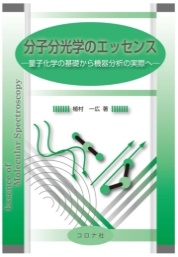 分子分光学のエッセンス
―量子化学の基礎から機器分析の実際へ―
植村 一広 著
Essence of
Molecular Spectroscopy
コロナ社